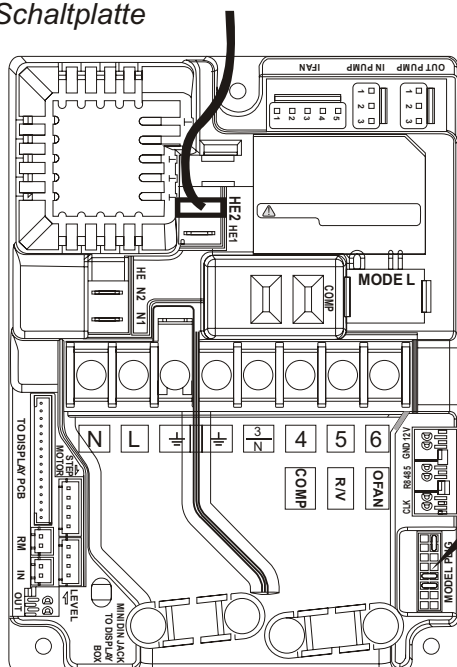 Schaltplatte
IFAN
IN PUMP
OUT PUMP
1 2 3 4 5
1 2 3
1 2 3
HE2
HE1
HE N2 N1
COMP
MODE L
N L 3/N 4 5 6
COMP R/V OFAN
TO DISPLAY PCB
STEP MOTOR
RM
IN
OUT
LEVEL
MINI DIN JACK
TO DISPLAY
BOX
GND 12V
R8485
CLK
MODEL PLUG